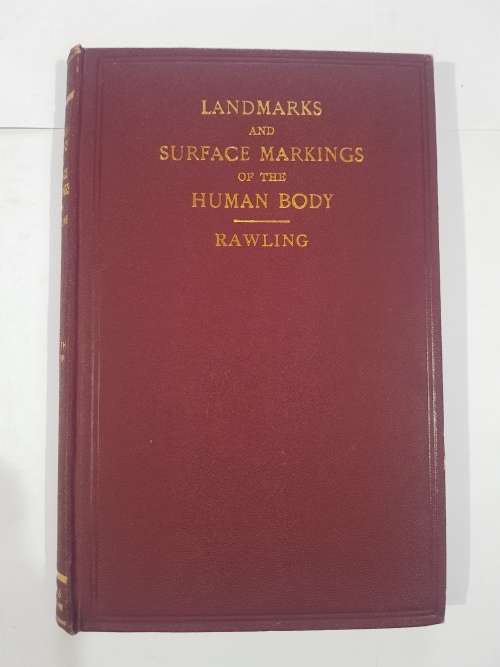 LANDMARKS
AND
SURFACE MARKINGS
OF THE
HUMAN BODY
RAWLING